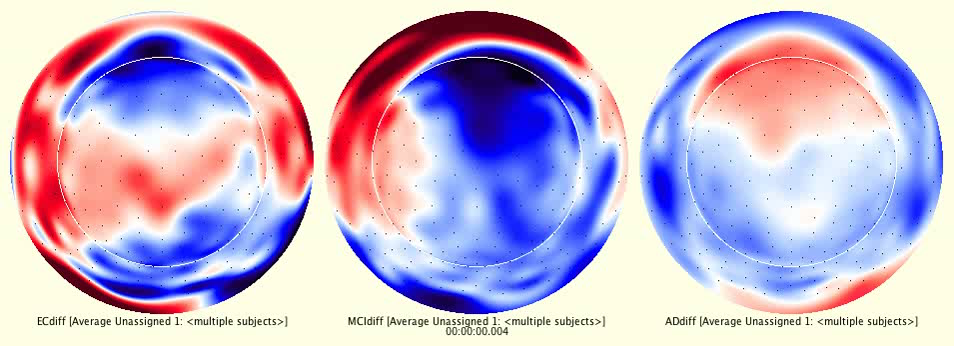 ECdiff [Average Unassigned 1: <multiple subjects>]
MCIdiff [Average Unassigned 1: <multiple subjects>]
ADdiff [Average Unassigned 1: <multiple subjects>]
00:00:00.004